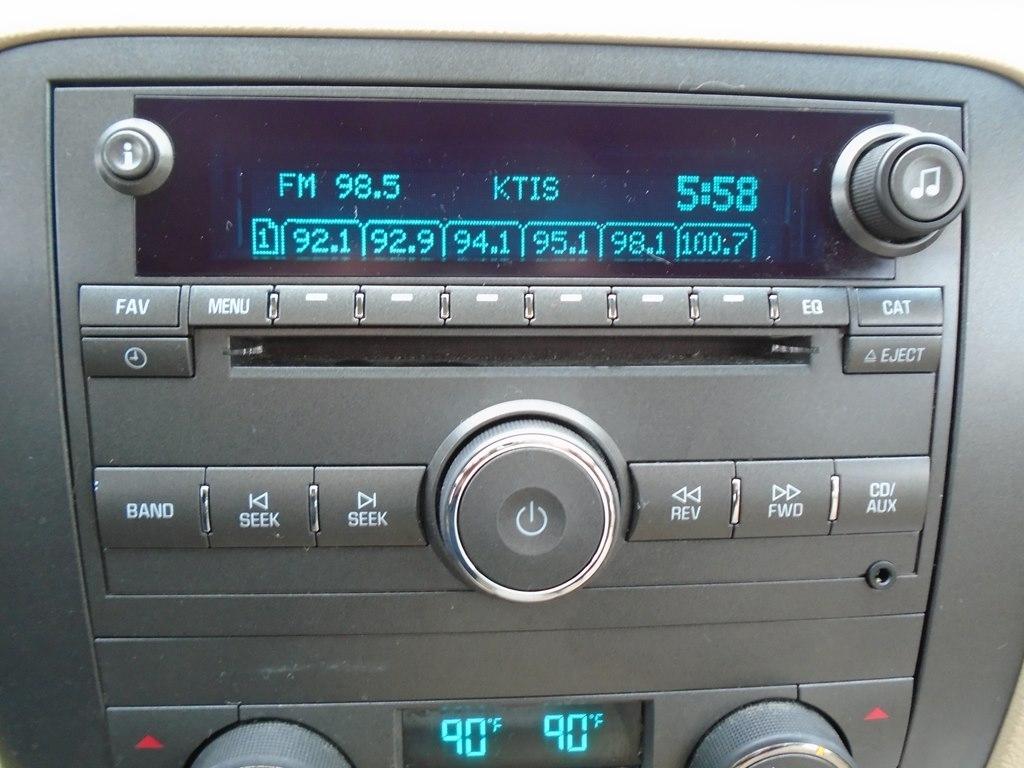 i
FM 98.5 KTIS 5:58
1 92.1 92.9 94.1 95.1 98.1 100.7
FAV MENU EQ CAT
EJECT
BAND SEEK SEEK REV FWD CD/
AUX
90°F 90°F